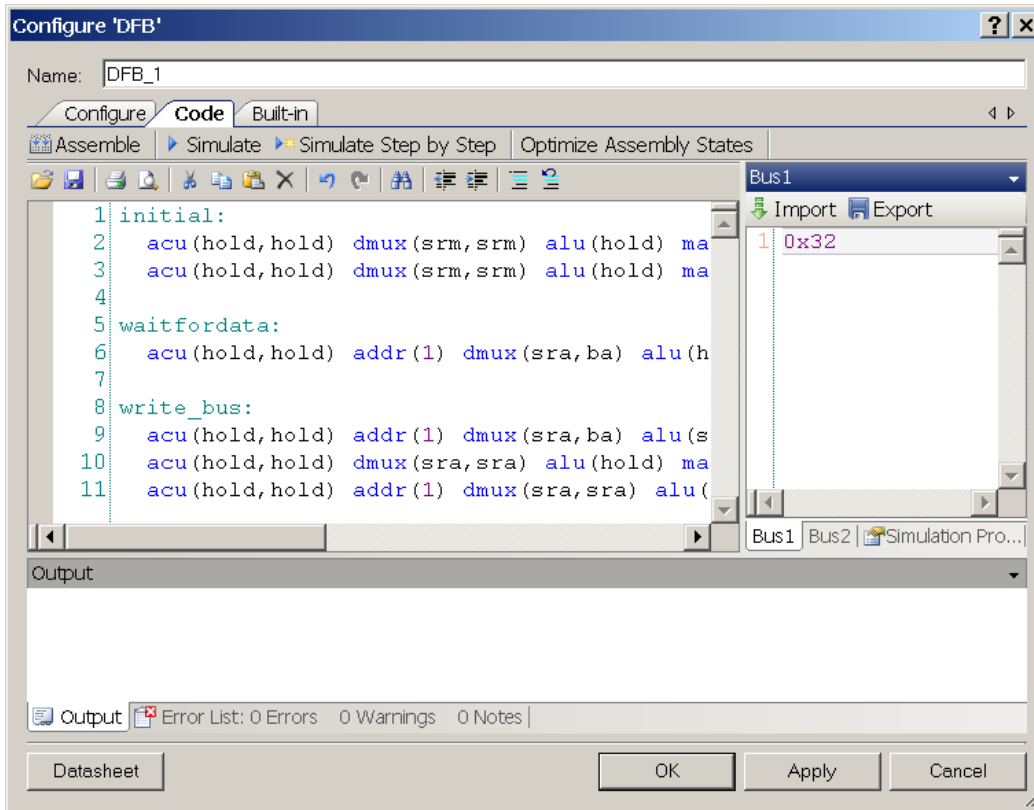 Configure 'DFB'
Name: DFB_1
Configure Code Built-in
Assemble Simulate Simulate Step by Step Optimize Assembly States
Bus1
Import Export
1 initial:
2 acu(hold,hold) dmux(srm,srm) alu(hold) ma
3 acu(hold,hold) dmux(srm,srm) alu(hold) ma
4
5 waitfordata:
6 acu(hold,hold) addr(1) dmux(sra,ba) alu(h
7
8 write_bus:
9 acu(hold,hold) addr(1) dmux(sra,ba) alu(s
10 acu(hold,hold) dmux(sra,sra) alu(hold) ma
11 acu(hold,hold) addr(1) dmux(sra,sra) alu(
1 0x32
Bus1 Bus2 Simulation Pro...
Output
Output Error List: 0 Errors 0 Warnings 0 Notes
Datasheet OK Apply Cancel